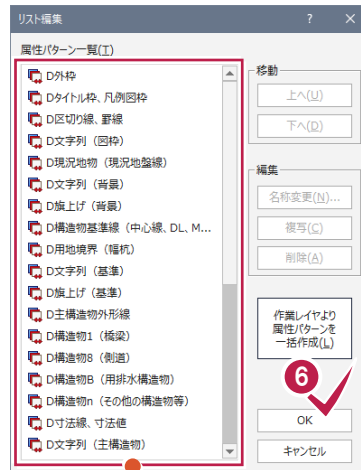 リスト編集 ? ×
属性パターン一覧(T)
D外枠
Dタイトル枠、凡例図枠
D区切り線、罫線
D文字列（図枠）
D現況地物（現況地盤線）
D文字列（背景）
D旗上げ（背景）
D構造物基準線（中心線、DL、M...
D用地境界（幅杭）
D文字列（基準）
D旗上げ（基準）
D主構造物外形線
D構造物1（橋梁）
D構造物8（側道）
D構造物B（用排水構造物）
D構造物n（その他の構造物等）
D寸法線、寸法値
D文字列（主構造物）
移動
上へ(U)
下へ(D)
編集
名称変更(N)...
複写(C)
削除(A)
作業レイヤより
属性パターンを
一括作成(L)
6
OK
キャンセル